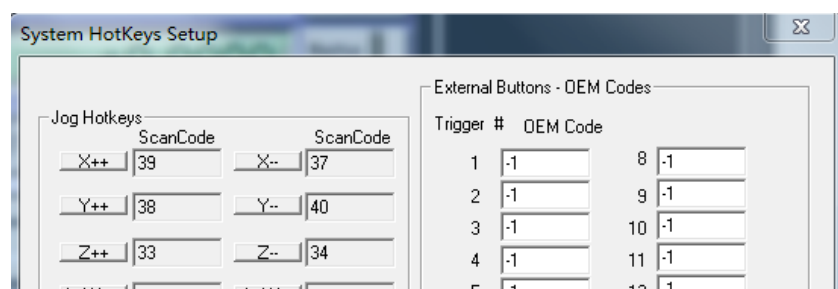 System HotKeys Setup
External Buttons - OEM Codes
Jog Hotkeys
ScanCode ScanCode
Trigger # OEM Code
X++ 39 X-- 37
1 -1 8 -1
Y++ 38 Y-- 40
2 -1 9 -1
3 -1 10 -1
Z++ 33 Z-- 34
4 -1 11 -1